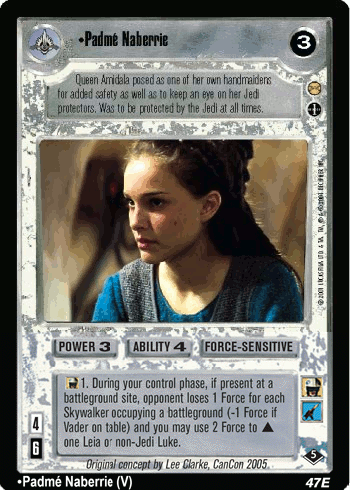 •Padmé Naberrie
3
Queen Amidala posed as one of her own handmaidens
for added safety as well as to keep an eye on her Jedi
protectors. Was to be protected by the Jedi at all times.
POWER 3
ABILITY 4
FORCE-SENSITIVE
1. During your control phase, if present at a
battleground site, opponent loses 1 Force for each
Skywalker occupying a battleground (-1 Force if
Vader on table) and you may use 2 Force to ▲
one Leia or non-Jedi Luke.
4
6
5
Original concept by Lee Clarke, CanCon 2005.
•Padmé Naberrie (V)
47E